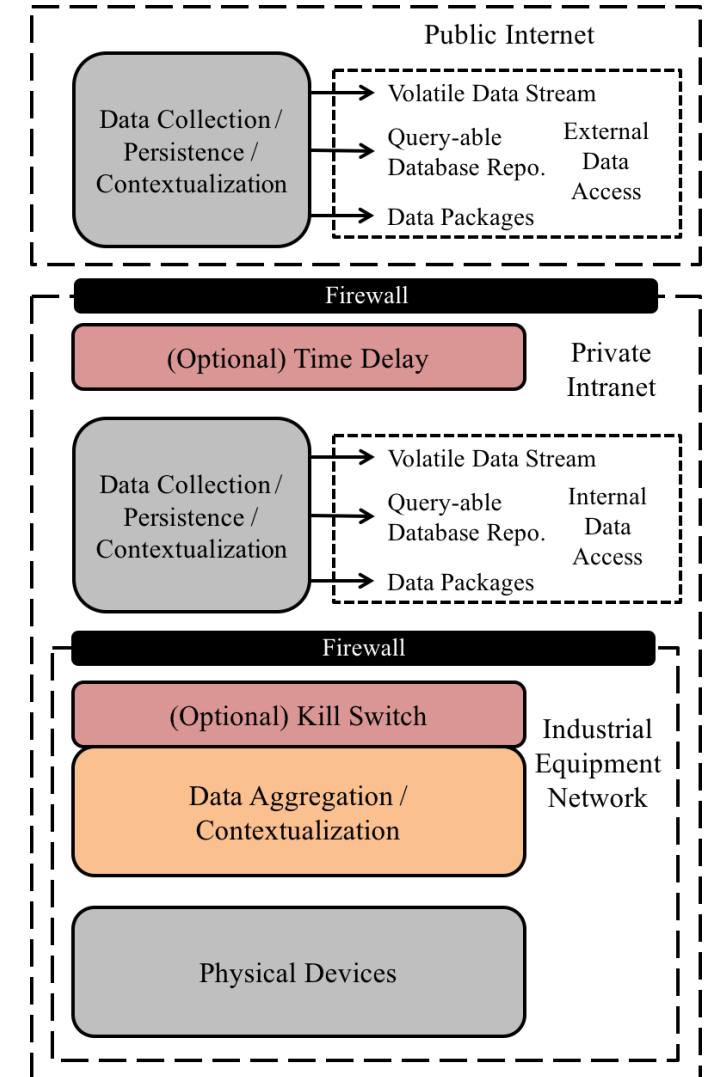 Public Internet
Data Collection /
Persistence /
Contextualization
Volatile Data Stream
Query-able
Database Repo.
Data Packages
External
Data
Access
Firewall
(Optional) Time Delay
Private
Intranet
Data Collection /
Persistence /
Contextualization
Volatile Data Stream
Query-able
Database Repo.
Data Packages
Internal
Data
Access
Firewall
(Optional) Kill Switch
Industrial
Equipment
Network
Data Aggregation /
Contextualization
Physical Devices